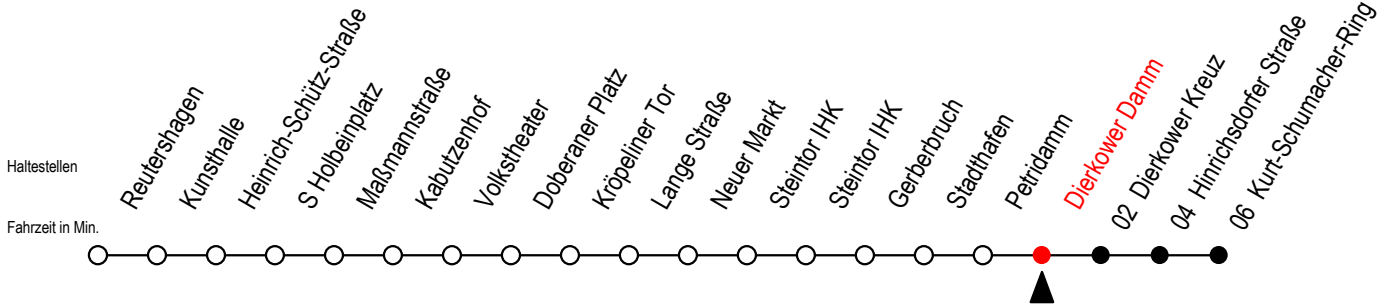 Haltestellen
Reutershagen
Kunsthalle
Heinrich-Schütz-Straße
S Holbeinplatz
Maßmannstraße
Kabutzenhof
Volkstheater
Doberaner Platz
Kröpeliner Tor
Lange Straße
Neuer Markt
Steintor IHK
Steintor IHK
Gerberbruch
Stadthafen
Petridamm
Dierkower Damm
02 Dierkower Kreuz
04 Hinrichsdorfer Straße
06 Kurt-Schumacher-Ring
Fahrzeit in Min.